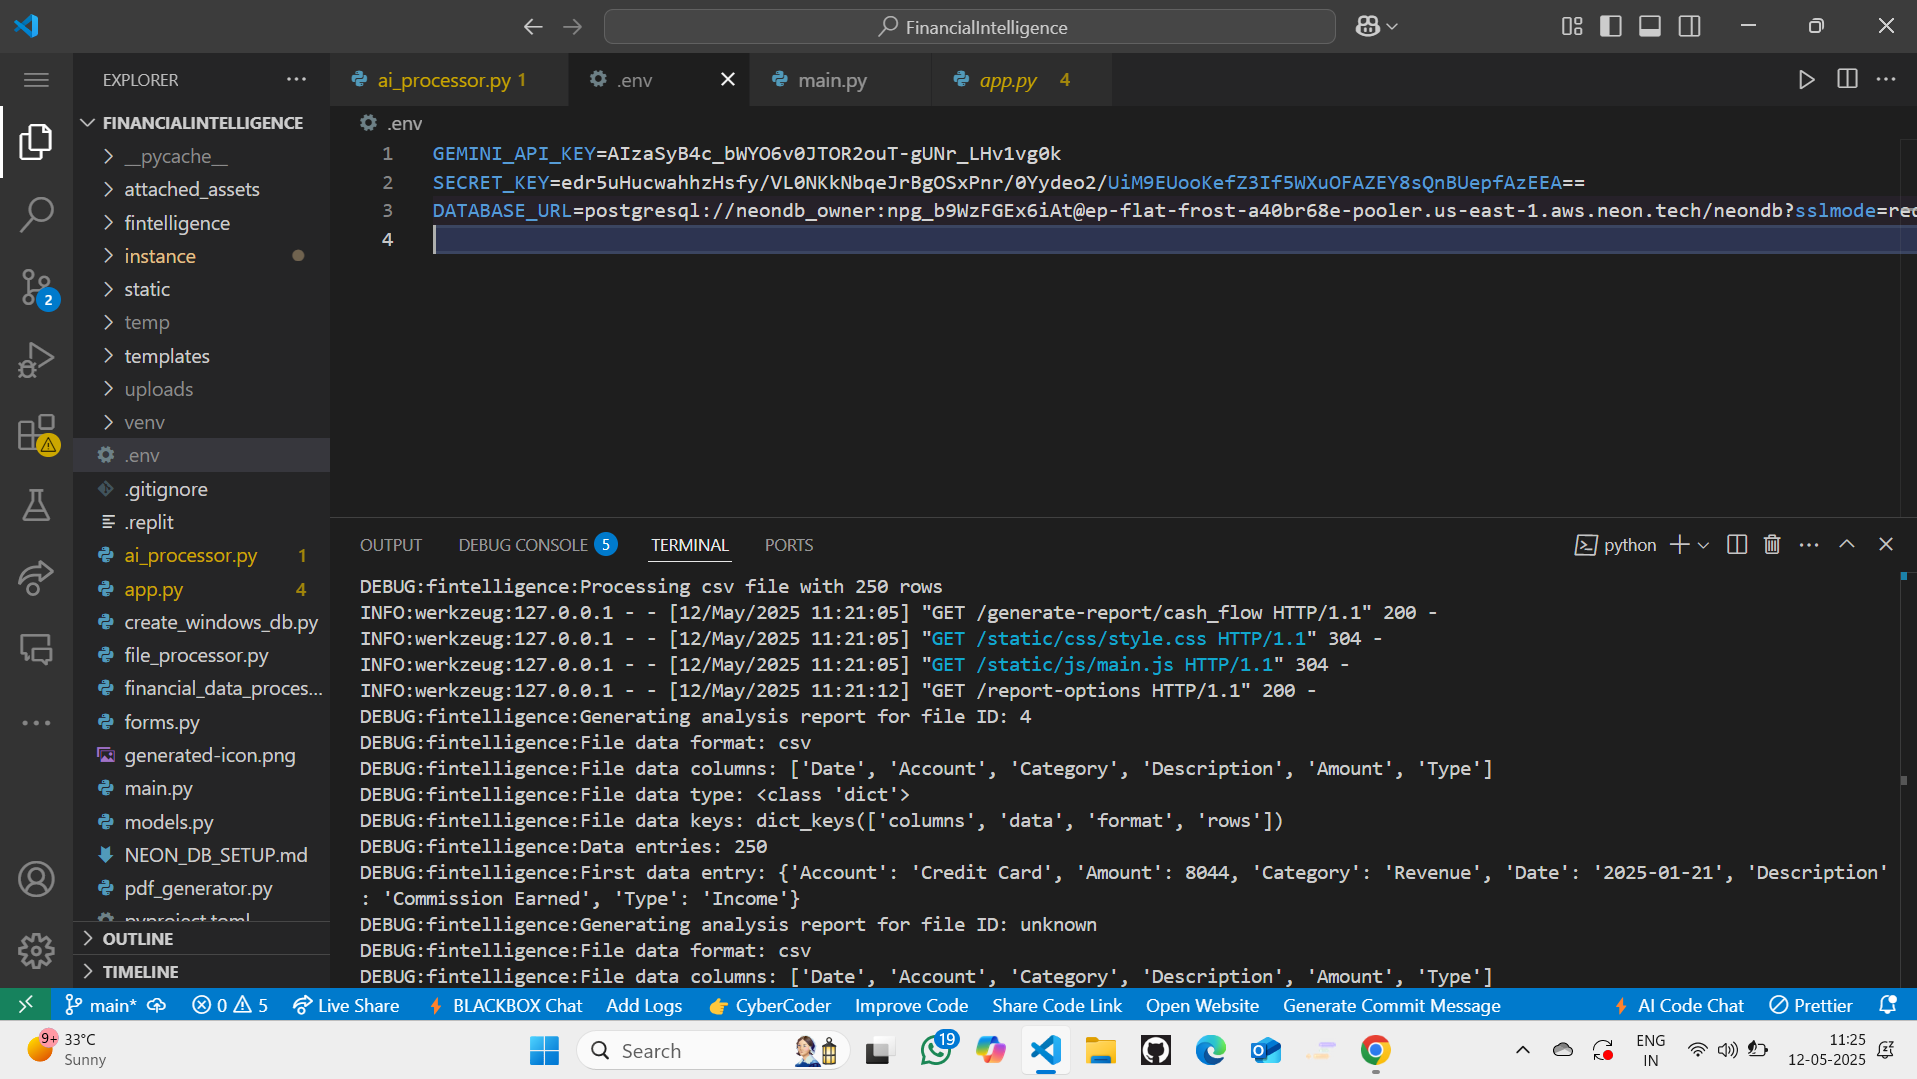 FinancialIntelligence
EXPLORER
ai_processor.py 1
.env
main.py
app.py 4
FINANCIALINTELLIGENCE
__pycache__
attached_assets
fintelligence
instance
static
temp
templates
uploads
venv
.env
.gitignore
.replit
ai_processor.py 1
app.py 4
create_windows_db.py
file_processor.py
financial_data_proces...
forms.py
generated-icon.png
main.py
models.py
NEON_DB_SETUP.md
pdf_generator.py
pyproject.toml
OUTLINE
TIMELINE
2
.env
1 GEMINI_API_KEY=AIzaSyB4c_bWYO6v0JTOR2ouT-gUNr_LHv1vg0k
2 SECRET_KEY=edr5uHucwahhzHsfy/VL0NKkNbqeJrBgOSxPnr/0Yydeo2/UiM9EUooKefZ3If5WXuOFAZEY8sQnBUepfAzEEA==
3 DATABASE_URL=postgresql://neondb_owner:npg_b9WzFGEx6iAt@ep-flat-frost-a40br68e-pooler.us-east-1.aws.neon.tech/neondb?sslmode=req
4
OUTPUT DEBUG CONSOLE 5 TERMINAL PORTS
python
DEBUG:fintelligence:Processing csv file with 250 rows
INFO:werkzeug:127.0.0.1 - - [12/May/2025 11:21:05] "GET /generate-report/cash_flow HTTP/1.1" 200 -
INFO:werkzeug:127.0.0.1 - - [12/May/2025 11:21:05] "GET /static/css/style.css HTTP/1.1" 304 -
INFO:werkzeug:127.0.0.1 - - [12/May/2025 11:21:05] "GET /static/js/main.js HTTP/1.1" 304 -
INFO:werkzeug:127.0.0.1 - - [12/May/2025 11:21:12] "GET /report-options HTTP/1.1" 200 -
DEBUG:fintelligence:Generating analysis report for file ID: 4
DEBUG:fintelligence:File data format: csv
DEBUG:fintelligence:File data columns: ['Date', 'Account', 'Category', 'Description', 'Amount', 'Type']
DEBUG:fintelligence:File data type: <class 'dict'>
DEBUG:fintelligence:File data keys: dict_keys(['columns', 'data', 'format', 'rows'])
DEBUG:fintelligence:Data entries: 250
DEBUG:fintelligence:First data entry: {'Account': 'Credit Card', 'Amount': 8044, 'Category': 'Revenue', 'Date': '2025-01-21', 'Description'
: 'Commission Earned', 'Type': 'Income'}
DEBUG:fintelligence:Generating analysis report for file ID: unknown
DEBUG:fintelligence:File data format: csv
DEBUG:fintelligence:File data columns: ['Date', 'Account', 'Category', 'Description', 'Amount', 'Type']
main* 0 5 Live Share BLACKBOX Chat Add Logs CyberCoder Improve Code Share Code Link Open Website Generate Commit Message AI Code Chat Prettier
9+ 33°C
Sunny
Search
19
ENG
IN
11:25
12-05-2025